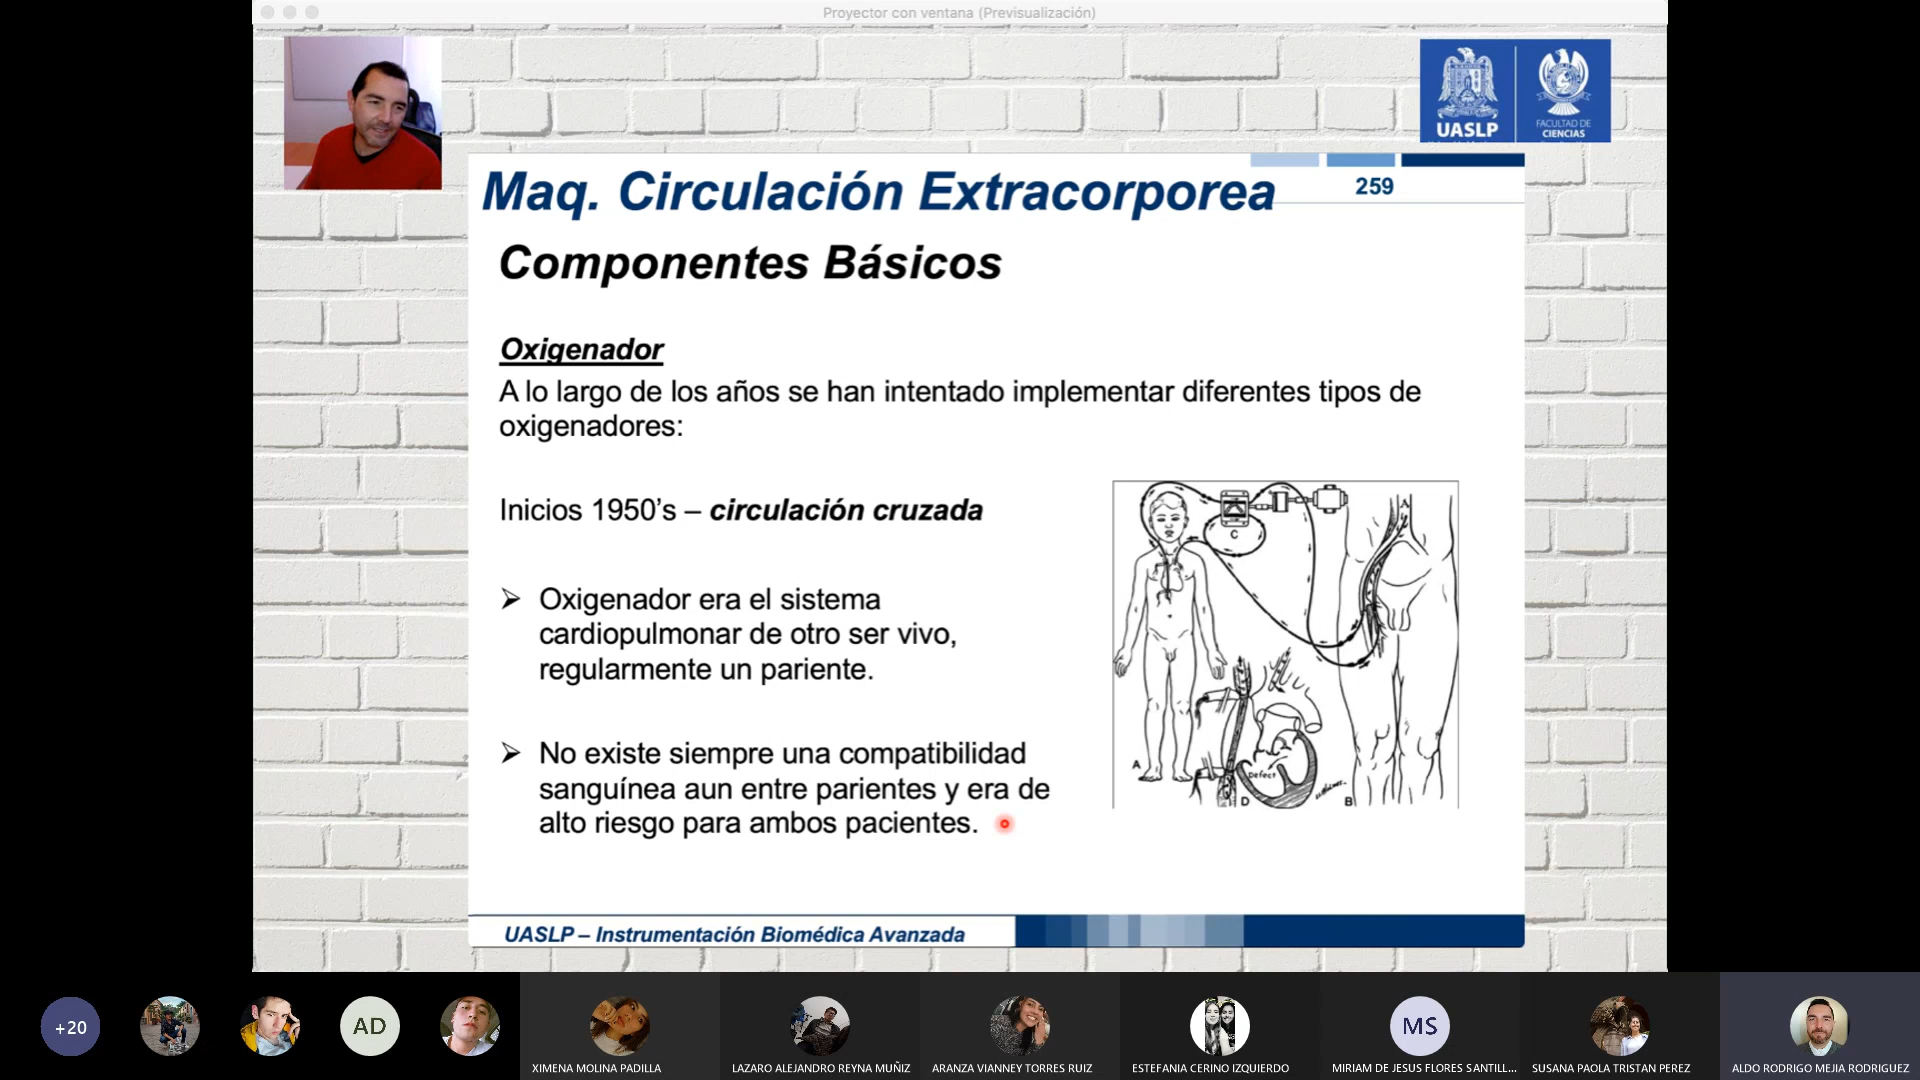 Proyector con ventana (Previsualización)
UASLP
FACULTAD DE
CIENCIAS
Maq. Circulación Extracorporea
259
Componentes Básicos
Oxigenador
A lo largo de los años se han intentado implementar diferentes tipos de
oxigenadores:
Inicios 1950's – circulación cruzada
➢ Oxigenador era el sistema
cardiopulmonar de otro ser vivo,
regularmente un pariente.
➢ No existe siempre una compatibilidad
sanguínea aun entre parientes y era de
alto riesgo para ambos pacientes.
A
C
A
Defect
D
B
UASLP – Instrumentación Biomédica Avanzada
+20
AD
MS
XIMENA MOLINA PADILLA
LAZARO ALEJANDRO REYNA MUÑIZ
ARANZA VIANNEY TORRES RUIZ
ESTEFANIA CERINO IZQUIERDO
MIRIAM DE JESUS FLORES SANTILL...
SUSANA PAOLA TRISTAN PEREZ
ALDO RODRIGO MEJIA RODRIGUEZ